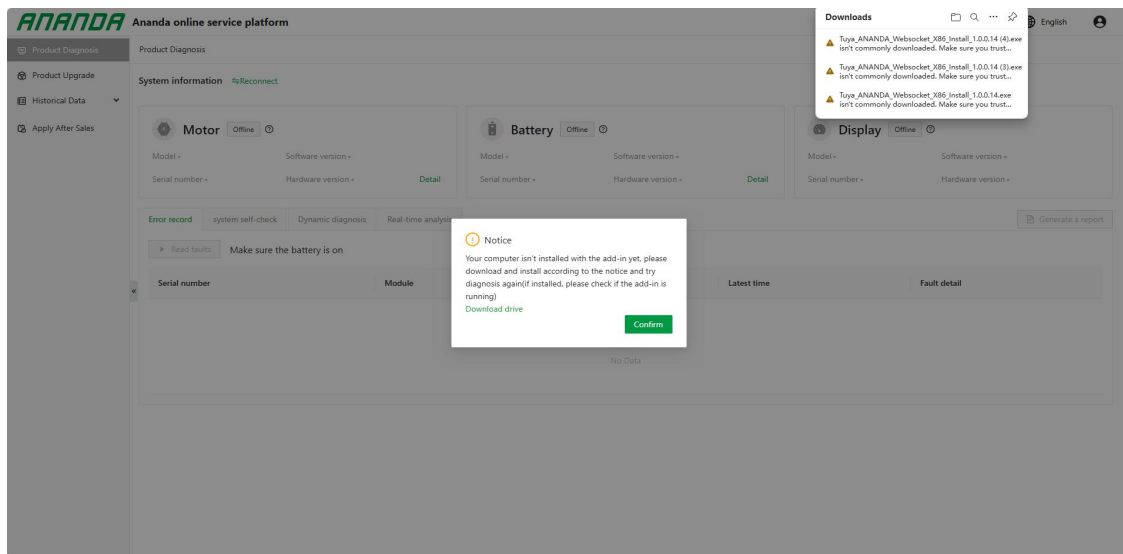 ANANDA Ananda online service platform
English
Downloads
Tuya_ANANDA_Websocket_X86_Install_1.0.0.14 (4).exe
isn't commonly downloaded. Make sure you trust...
Tuya_ANANDA_Websocket_X86_Install_1.0.0.14 (3).exe
isn't commonly downloaded. Make sure you trust...
Tuya_ANANDA_Websocket_X86_Install_1.0.0.14.exe
isn't commonly downloaded. Make sure you trust...
Product Diagnosis
Product Upgrade
Historical Data
Apply After Sales
Product Diagnosis
System information Reconnect
Motor Offline
Model -
Software version -
Serial number -
Hardware version -
Detail
Battery Offline
Model -
Software version -
Serial number -
Hardware version -
Detail
Display Offline
Model -
Software version -
Serial number -
Hardware version -
Error record system self-check Dynamic diagnosis Real-time analysis
Generate a report
Read faults Make sure the battery is on
Serial number Module Latest time Fault detail
No Data
Notice
Your computer isn't installed with the add-in yet, please
download and install according to the notice and try
diagnosis again(if installed, please check if the add-in is
running)
Download drive
Confirm